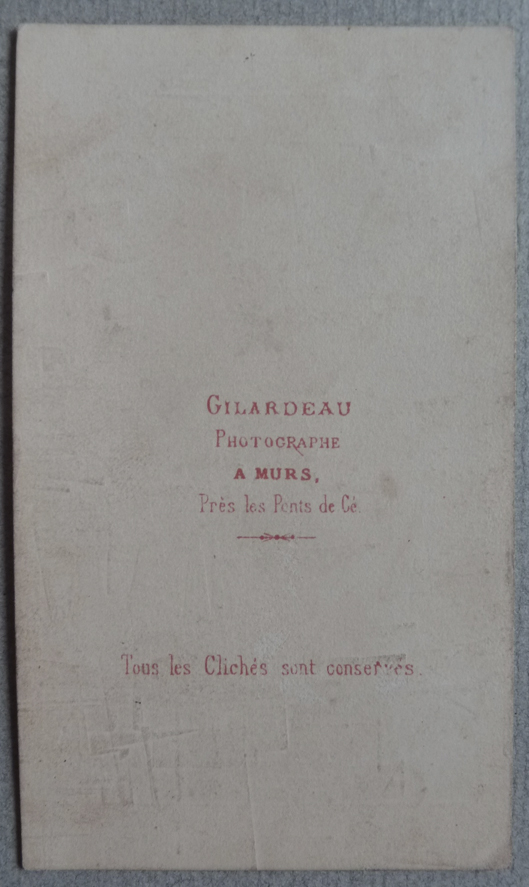 GILARDEAU
PHOTOGRAPHE
A MURS,
Près les Ponts de Cé.
Tous les Clichés sont conservés.